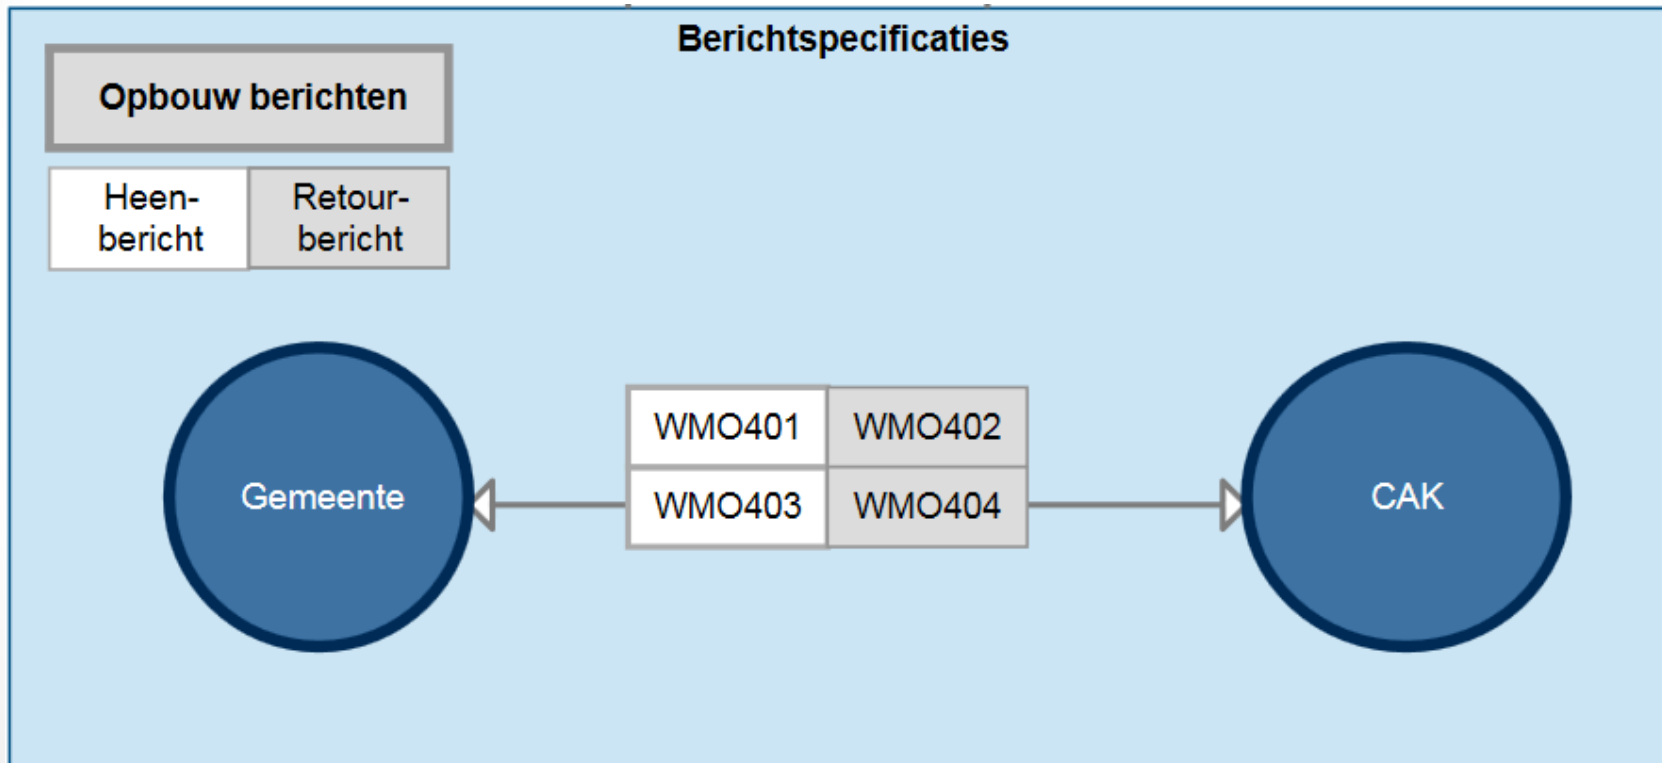 Berichtspecificaties
Opbouw berichten
Heen-
bericht
Retour-
bericht
WMO401
WMO402
Gemeente
WMO403
WMO404
CAK